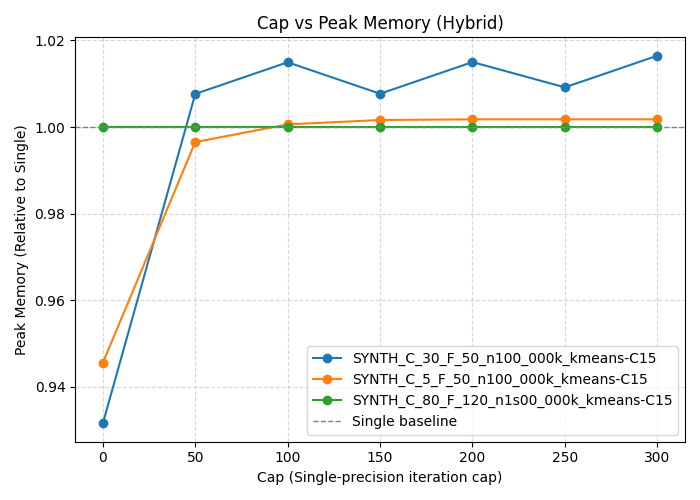 Cap vs Peak Memory (Hybrid)
Peak Memory (Relative to Single)
1.02
1.00
0.98
0.96
0.94
SYNTH_C_30_F_50_n100_000k_kmeans-C15
SYNTH_C_5_F_50_n100_000k_kmeans-C15
SYNTH_C_80_F_120_n1s00_000k_kmeans-C15
Single baseline
0 50 100 150 200 250 300
Cap (Single-precision iteration cap)